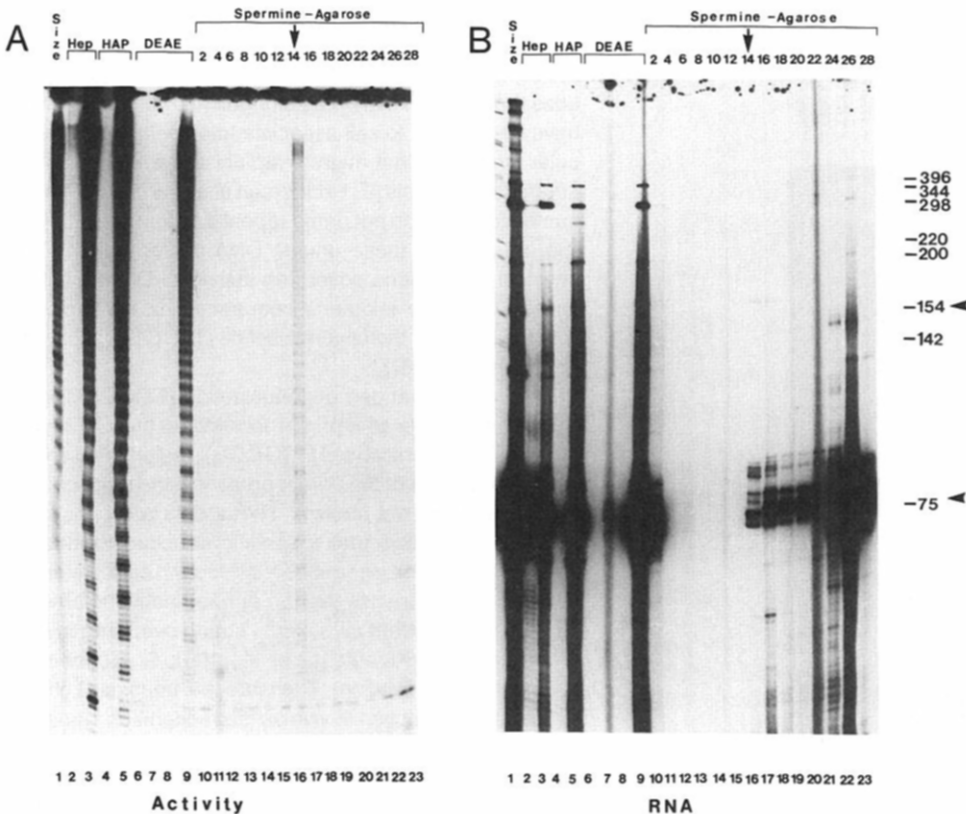 A
Size
Hep HAP DEAE
Spermine-Agarose
2 4 6 8 10 12 14 16 18 20 22 24 26 28
1 2 3 4 5 6 7 8 9 10 11 12 13 14 15 16 17 18 19 20 21 22 23
Activity
B
Size
Hep HAP DEAE
Spermine-Agarose
2 4 6 8 10 12 14 16 18 20 22 24 26 28
-396
-344
-298
-220
-200
-154
-142
-75
1 2 3 4 5 6 7 8 9 10 11 12 13 14 15 16 17 18 19 20 21 22 23
RNA